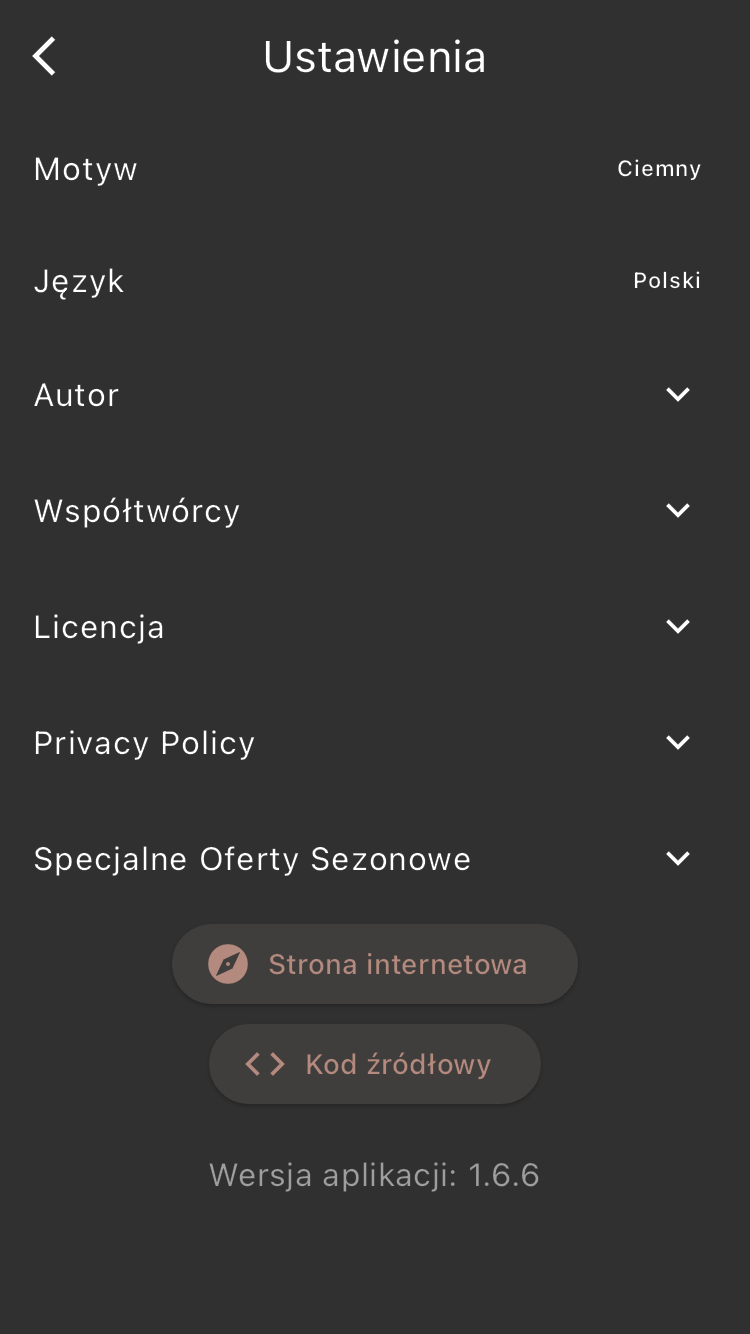 Ustawienia
Motyw
Ciemny
Język
Polski
Autor
Współtwórcy
Licencja
Privacy Policy
Specjalne Oferty Sezonowe
Strona internetowa
Kod źródłowy
Wersja aplikacji: 1.6.6